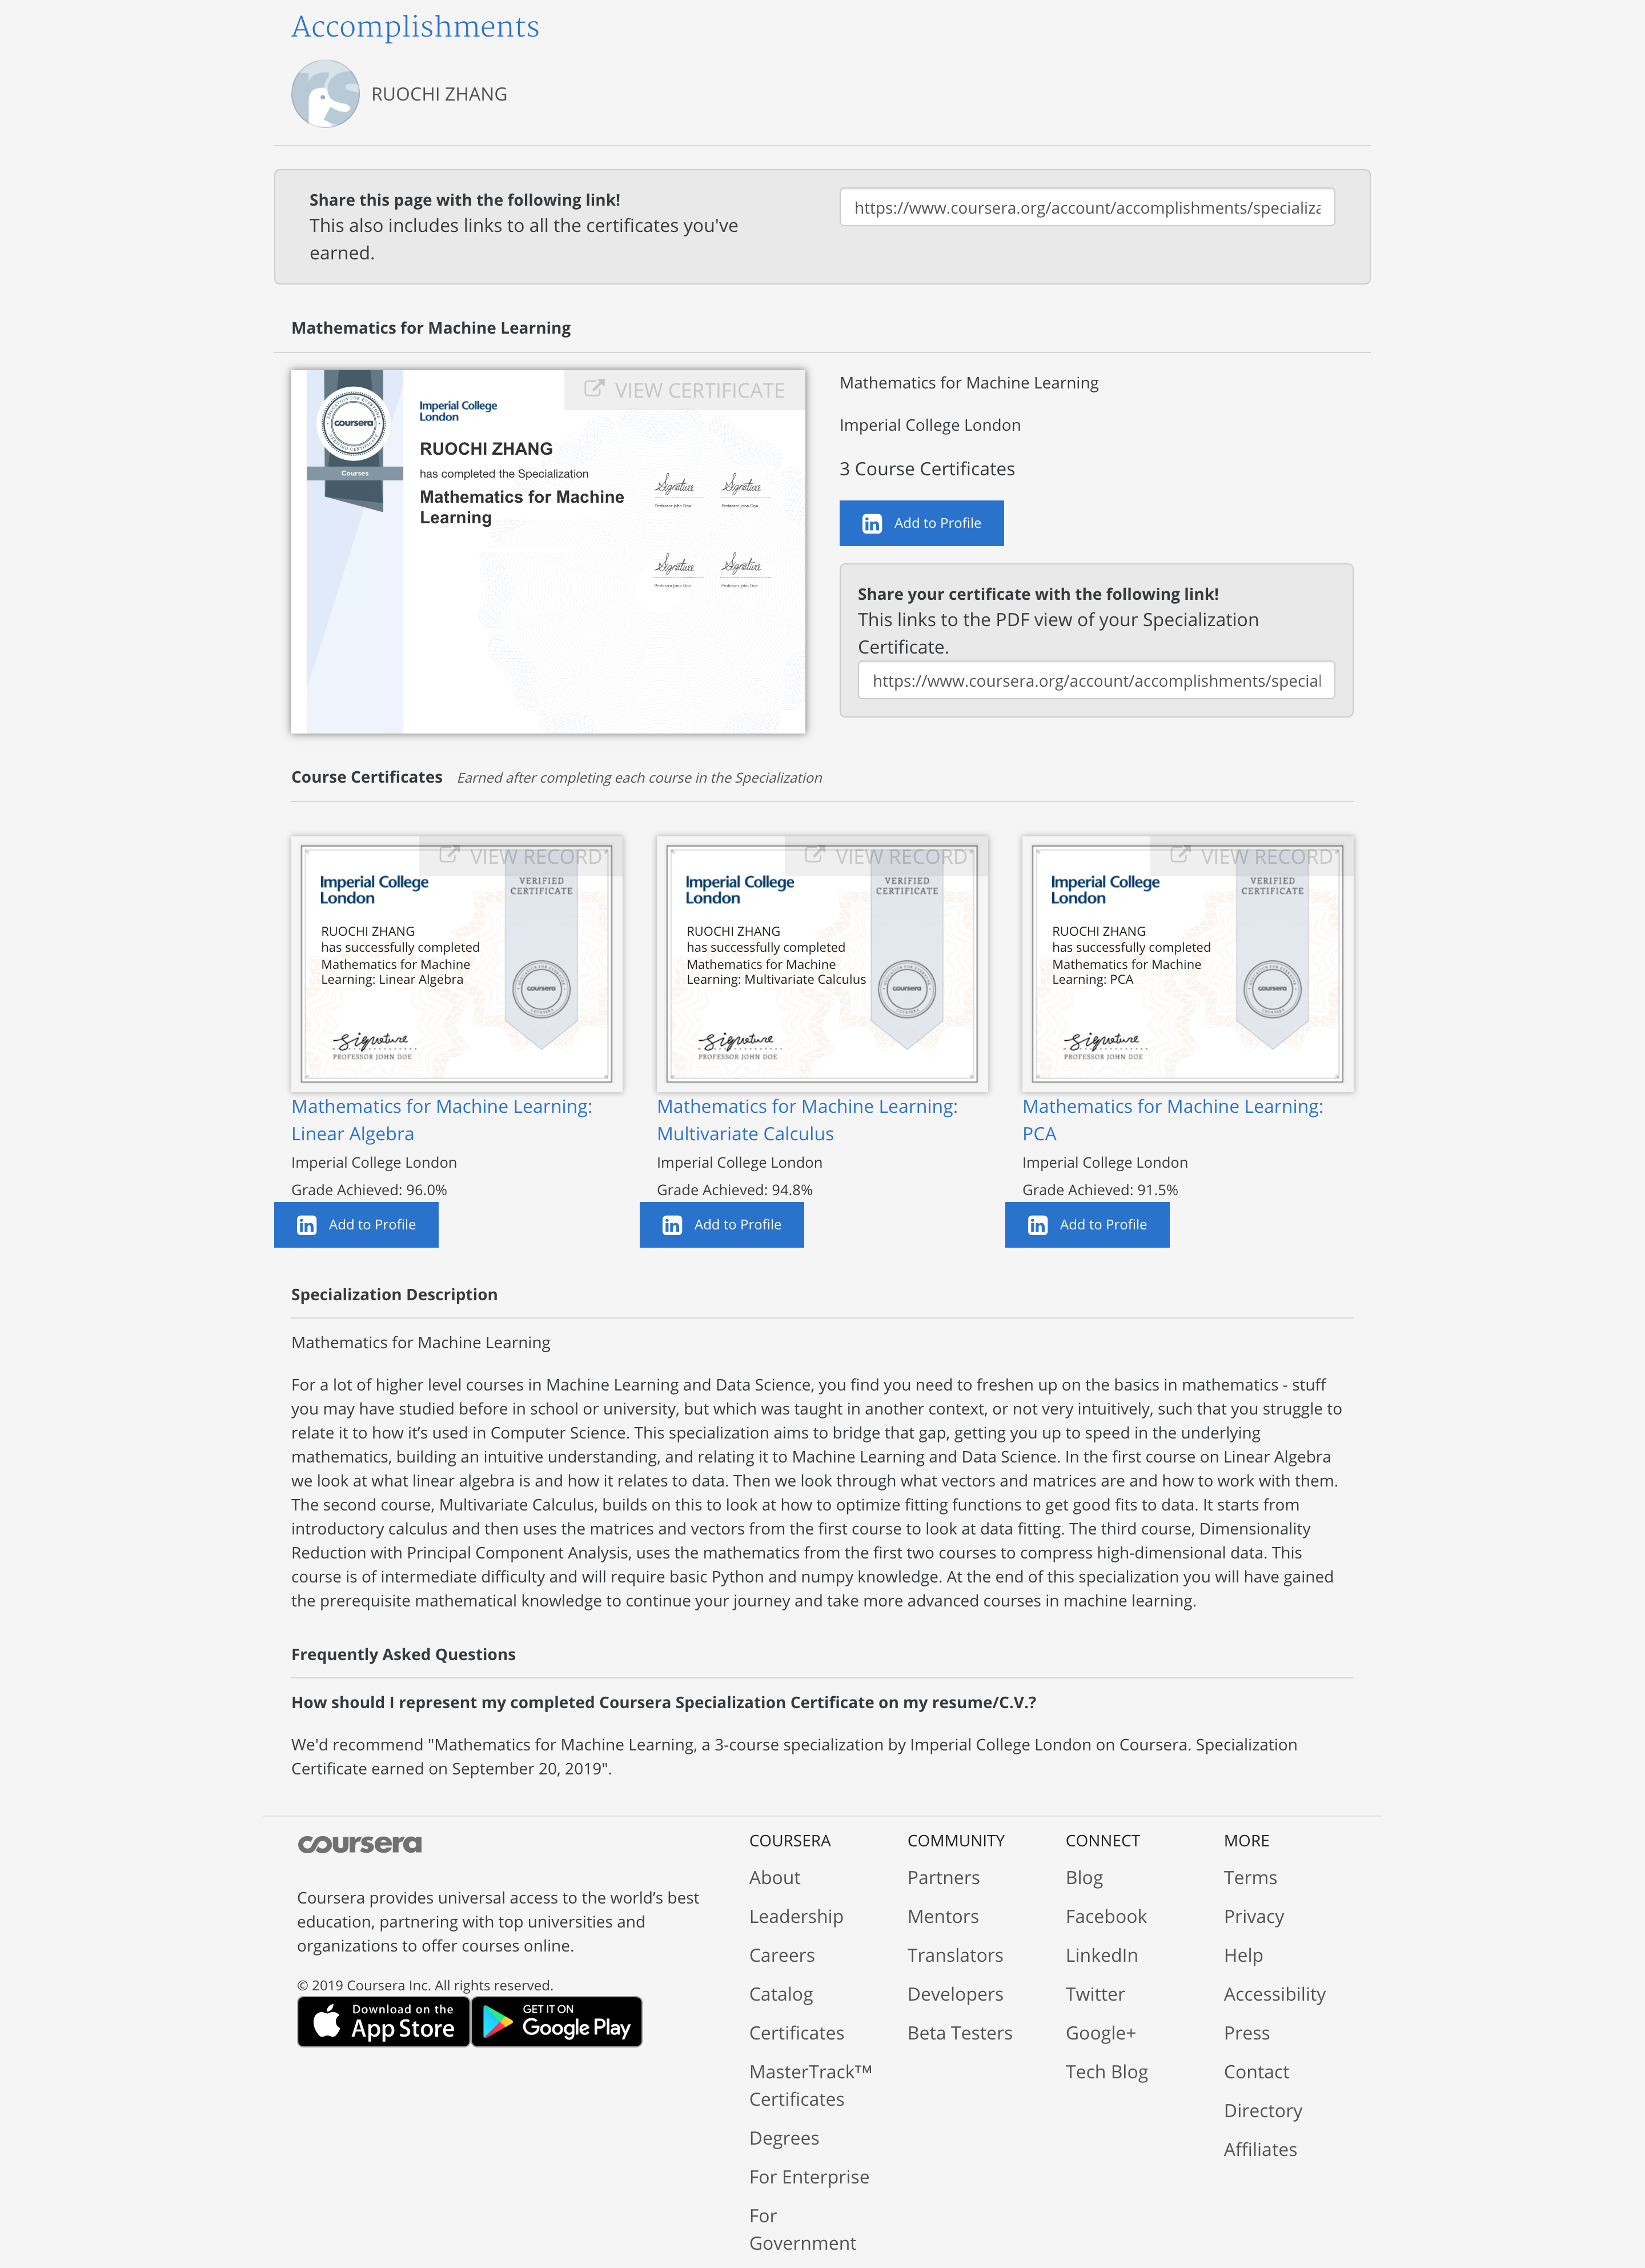 Accomplishments
RUOCHI ZHANG
Share this page with the following link!
This also includes links to all the certificates you've
earned.
https://www.coursera.org/account/accomplishments/specializa
Mathematics for Machine Learning
VIEW CERTIFICATE
EDUCATION FOR EVERYONE
coursera
CERTIFIED CERTIFICATE
Courses
Imperial College
London
RUOCHI ZHANG
has completed the Specialization
Mathematics for Machine
Learning
Signature
Professor John Doe
Signature
Professor Jane Doe
Signature
Professor Jane Doe
Signature
Professor John Doe
Mathematics for Machine Learning
Imperial College London
3 Course Certificates
in Add to Profile
Share your certificate with the following link!
This links to the PDF view of your Specialization
Certificate.
https://www.coursera.org/account/accomplishments/special
Course Certificates Earned after completing each course in the Specialization
VIEW RECORD
Imperial College
London
VERIFIED
CERTIFICATE
RUOCHI ZHANG
has successfully completed
Mathematics for Machine
Learning: Linear Algebra
EDUCATION FOR EVERYONE
coursera
Signature
PROFESSOR JOHN DOE
Mathematics for Machine Learning:
Linear Algebra
Imperial College London
Grade Achieved: 96.0%
in Add to Profile
VIEW RECORD
Imperial College
London
VERIFIED
CERTIFICATE
RUOCHI ZHANG
has successfully completed
Mathematics for Machine
Learning: Multivariate Calculus
EDUCATION FOR EVERYONE
coursera
Signature
PROFESSOR JOHN DOE
Mathematics for Machine Learning:
Multivariate Calculus
Imperial College London
Grade Achieved: 94.8%
in Add to Profile
VIEW RECORD
Imperial College
London
VERIFIED
CERTIFICATE
RUOCHI ZHANG
has successfully completed
Mathematics for Machine
Learning: PCA
EDUCATION FOR EVERYONE
coursera
Signature
PROFESSOR JOHN DOE
Mathematics for Machine Learning:
PCA
Imperial College London
Grade Achieved: 91.5%
in Add to Profile
Specialization Description
Mathematics for Machine Learning
For a lot of higher level courses in Machine Learning and Data Science, you find you need to freshen up on the basics in mathematics - stuff
you may have studied before in school or university, but which was taught in another context, or not very intuitively, such that you struggle to
relate it to how it’s used in Computer Science. This specialization aims to bridge that gap, getting you up to speed in the underlying
mathematics, building an intuitive understanding, and relating it to Machine Learning and Data Science. In the first course on Linear Algebra
we look at what linear algebra is and how it relates to data. Then we look through what vectors and matrices are and how to work with them.
The second course, Multivariate Calculus, builds on this to look at how to optimize fitting functions to get good fits to data. It starts from
introductory calculus and then uses the matrices and vectors from the first course to look at data fitting. The third course, Dimensionality
Reduction with Principal Component Analysis, uses the mathematics from the first two courses to compress high-dimensional data. This
course is of intermediate difficulty and will require basic Python and numpy knowledge. At the end of this specialization you will have gained
the prerequisite mathematical knowledge to continue your journey and take more advanced courses in machine learning.
Frequently Asked Questions
How should I represent my completed Coursera Specialization Certificate on my resume/C.V.?
We'd recommend "Mathematics for Machine Learning, a 3-course specialization by Imperial College London on Coursera. Specialization
Certificate earned on September 20, 2019".
coursera
Coursera provides universal access to the world’s best
education, partnering with top universities and
organizations to offer courses online.
© 2019 Coursera Inc. All rights reserved.
Download on the
App Store
GET IT ON
Google Play
COURSERA
About
Leadership
Careers
Catalog
Certificates
MasterTrack™
Certificates
Degrees
For Enterprise
For
Government
COMMUNITY
Partners
Mentors
Translators
Developers
Beta Testers
CONNECT
Blog
Facebook
LinkedIn
Twitter
Google+
Tech Blog
MORE
Terms
Privacy
Help
Accessibility
Press
Contact
Directory
Affiliates